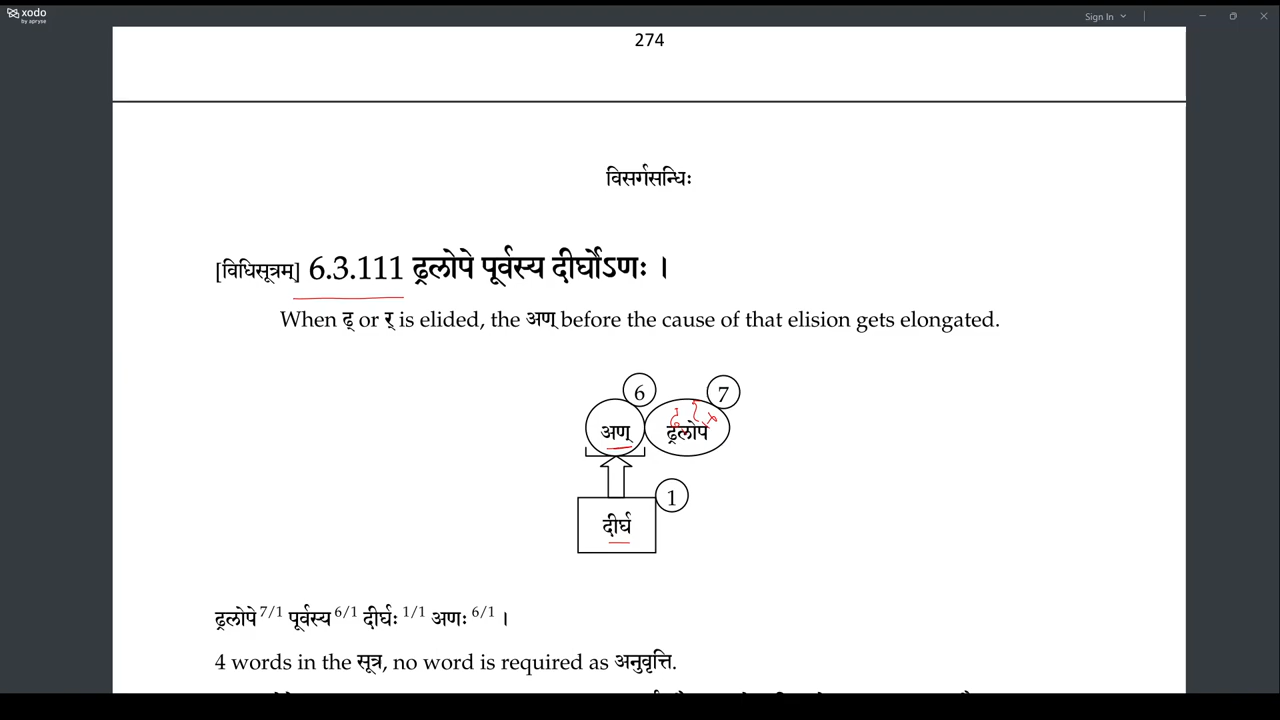 xodo
by apryse
Sign In
274
विसर्गसन्धिः
[विधिसूत्रम्] 6.3.111 ढ्रलोपे पूर्वस्य दीर्घोऽणः ।
When ढ् or र् is elided, the अण् before the cause of that elision gets elongated.
6 7
अण् ढ्रलोपे
1
दीर्घ
ढ्रलोपे 7/1 पूर्वस्य 6/1 दीर्घः 1/1 अणः 6/1 ।
4 words in the सूत्र, no word is required as अनुवृत्ति.